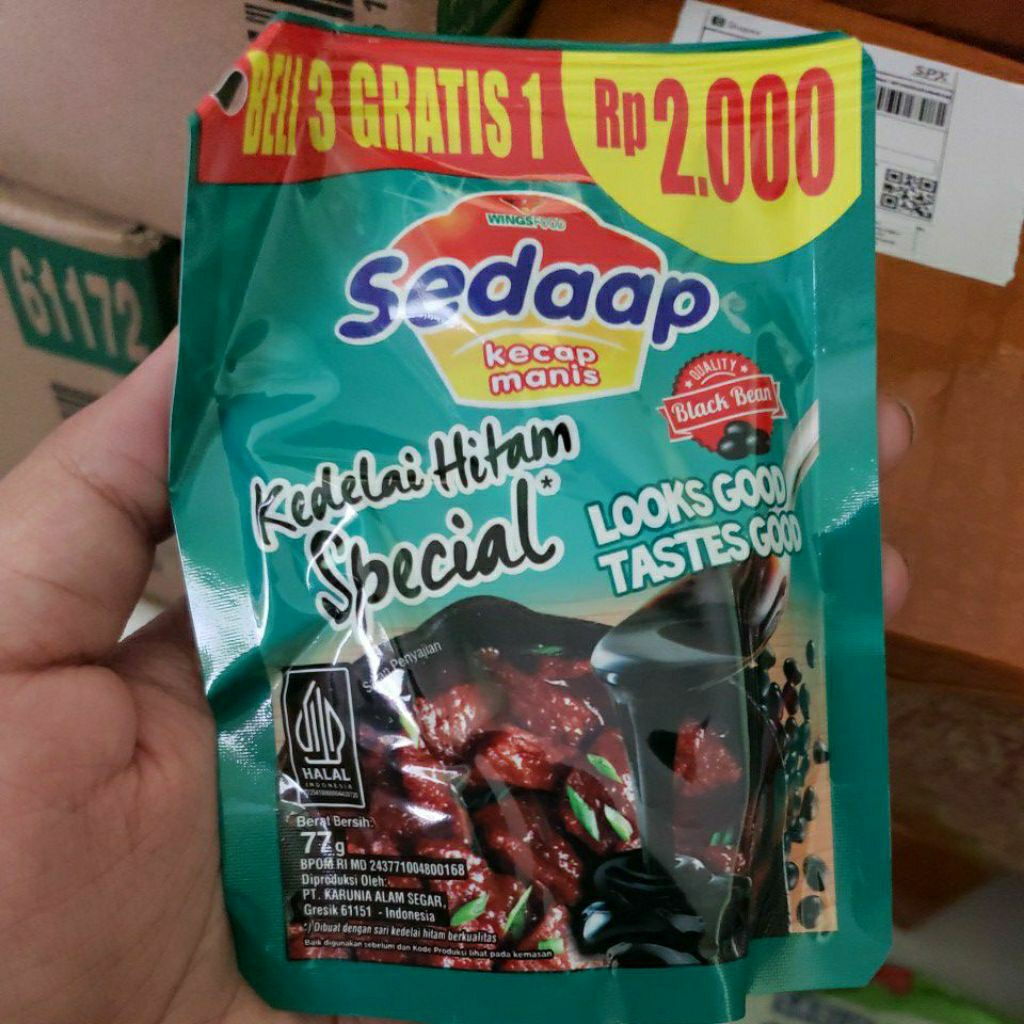 BELI 3 GRATIS 1
Rp 2.000
WINGSFOOD
Sedaap
kecap
manis
QUALITY
Black Bean
Kedelai Hitam
Special*
LOOKS GOOD
TASTES GOOD
Saran Penyajian
HALAL
INDONESIA
Berat Bersih:
77g
BPOM RI MD 243771004800168
Diproduksi Oleh:
PT. KARUNIA ALAM SEGAR,
Gresik 61151 - Indonesia
*) Dibuat dengan sari kedelai hitam berkualitas
Baik digunakan sebelum dan Kode Produksi lihat pada kemasan
61172
SPX